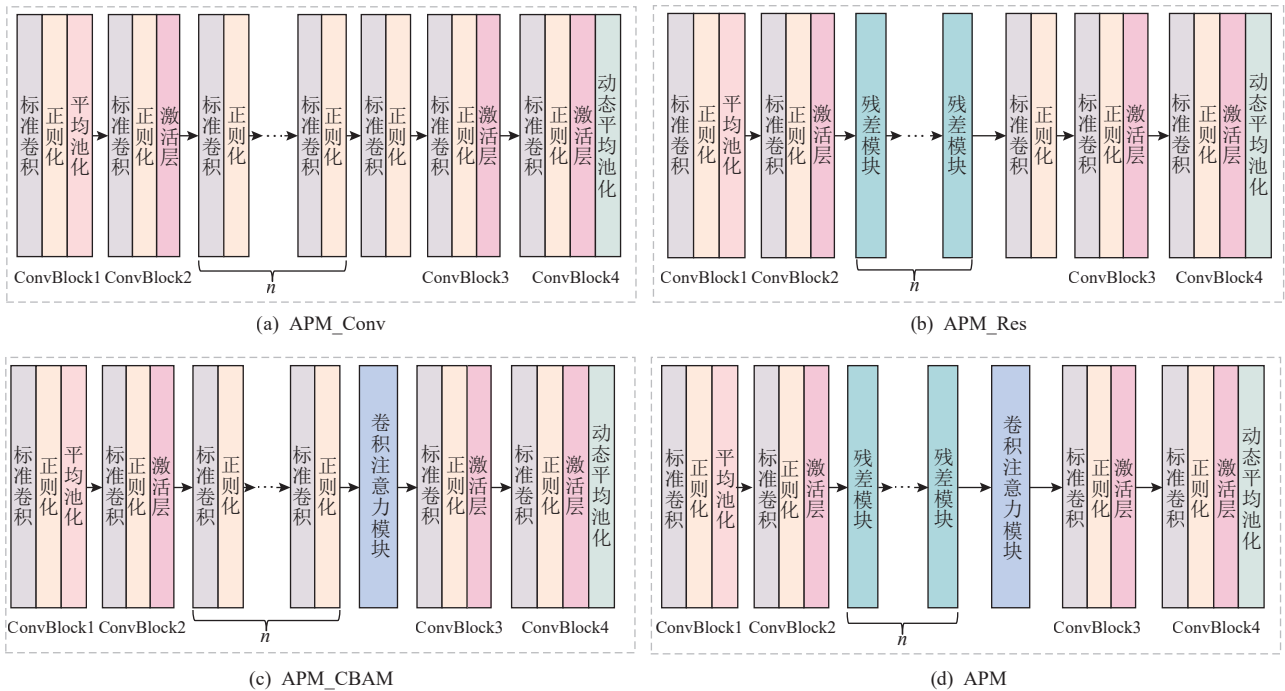 标准卷积 正则化 平均池化 标准卷积 正则化 激活层 标准卷积 正则化 ··· 标准卷积 正则化 标准卷积 正则化 标准卷积 正则化 激活层 标准卷积 正则化 激活层 动态平均池化
ConvBlock1 ConvBlock2 ConvBlock3 ConvBlock4
n
(a) APM_Conv
标准卷积 正则化 平均池化 标准卷积 正则化 激活层 残差模块 ··· 残差模块 标准卷积 正则化 标准卷积 正则化 激活层 标准卷积 正则化 激活层 动态平均池化
ConvBlock1 ConvBlock2 ConvBlock3 ConvBlock4
n
(b) APM_Res
标准卷积 正则化 平均池化 标准卷积 正则化 激活层 标准卷积 正则化 ··· 标准卷积 正则化 卷积注意力模块 标准卷积 正则化 激活层 标准卷积 正则化 激活层 动态平均池化
ConvBlock1 ConvBlock2 ConvBlock3 ConvBlock4
n
(c) APM_CBAM
标准卷积 正则化 平均池化 标准卷积 正则化 激活层 残差模块 ··· 残差模块 卷积注意力模块 标准卷积 正则化 激活层 标准卷积 正则化 激活层 动态平均池化
ConvBlock1 ConvBlock2 ConvBlock3 ConvBlock4
n
(d) APM